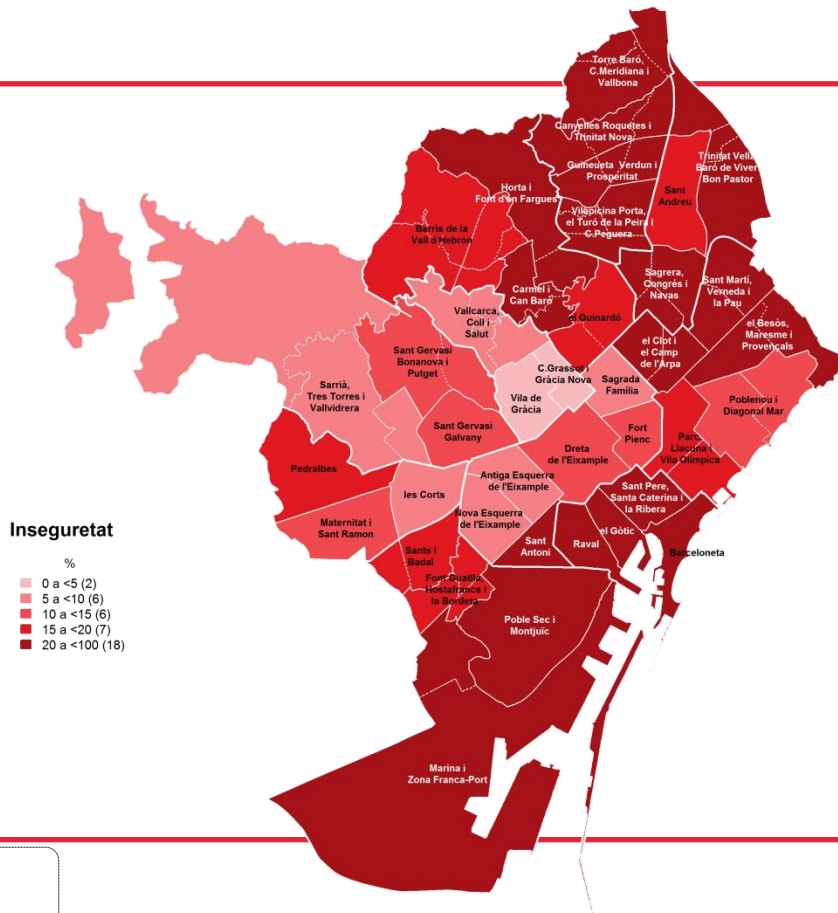 Torre Baró,
C.Meridiana i
Vallbona
Canyelles Roquetes i
Trinitat Nova
Guineueta Verdun i
Prosperitat
Trinitat Vella
Baró de Viver
Bon Pastor
Horta i
Font d'en Fargues
Sant
Andreu
Vilapicina Porta,
el Turó de la Peira i
C.Peguera
Barris de la
Vall d'Hebron
Sagrera,
Congrés i
Navas
Sant Martí,
Verneda i
la Pau
Carmel i
Can Baró
Vallcarca,
Coll i
Salut
el Guinardó
el Besòs,
Maresme i
Provençals
el Clot i
el Camp
de l'Arpa
Sant Gervasi
Bonanova i
Putget
C.Grassot i
Gràcia Nova
Sagrada
Família
Sarrià,
Tres Torres i
Vallvidrera
Vila de
Gràcia
Poblenou i
Diagonal Mar
Sant Gervasi
Galvany
Fort
Pienc
Parc,
Llacuna i
Vila Olímpica
Dreta
de l'Eixample
Pedralbes
Antiga Esquerra
de l'Eixample
Sant Pere,
Santa Caterina i
la Ribera
les Corts
Nova Esquerra
de l'Eixample
Maternitat i
Sant Ramon
el Gòtic
Sant
Antoni
Raval
Barceloneta
Sants i
Badal
Font Guatlla,
Hostafrancs i
la Bordeta
Poble Sec i
Montjuïc
Marina i
Zona Franca-Port
Inseguretat
%
0 a <5 (2)
5 a <10 (6)
10 a <15 (6)
15 a <20 (7)
20 a <100 (18)